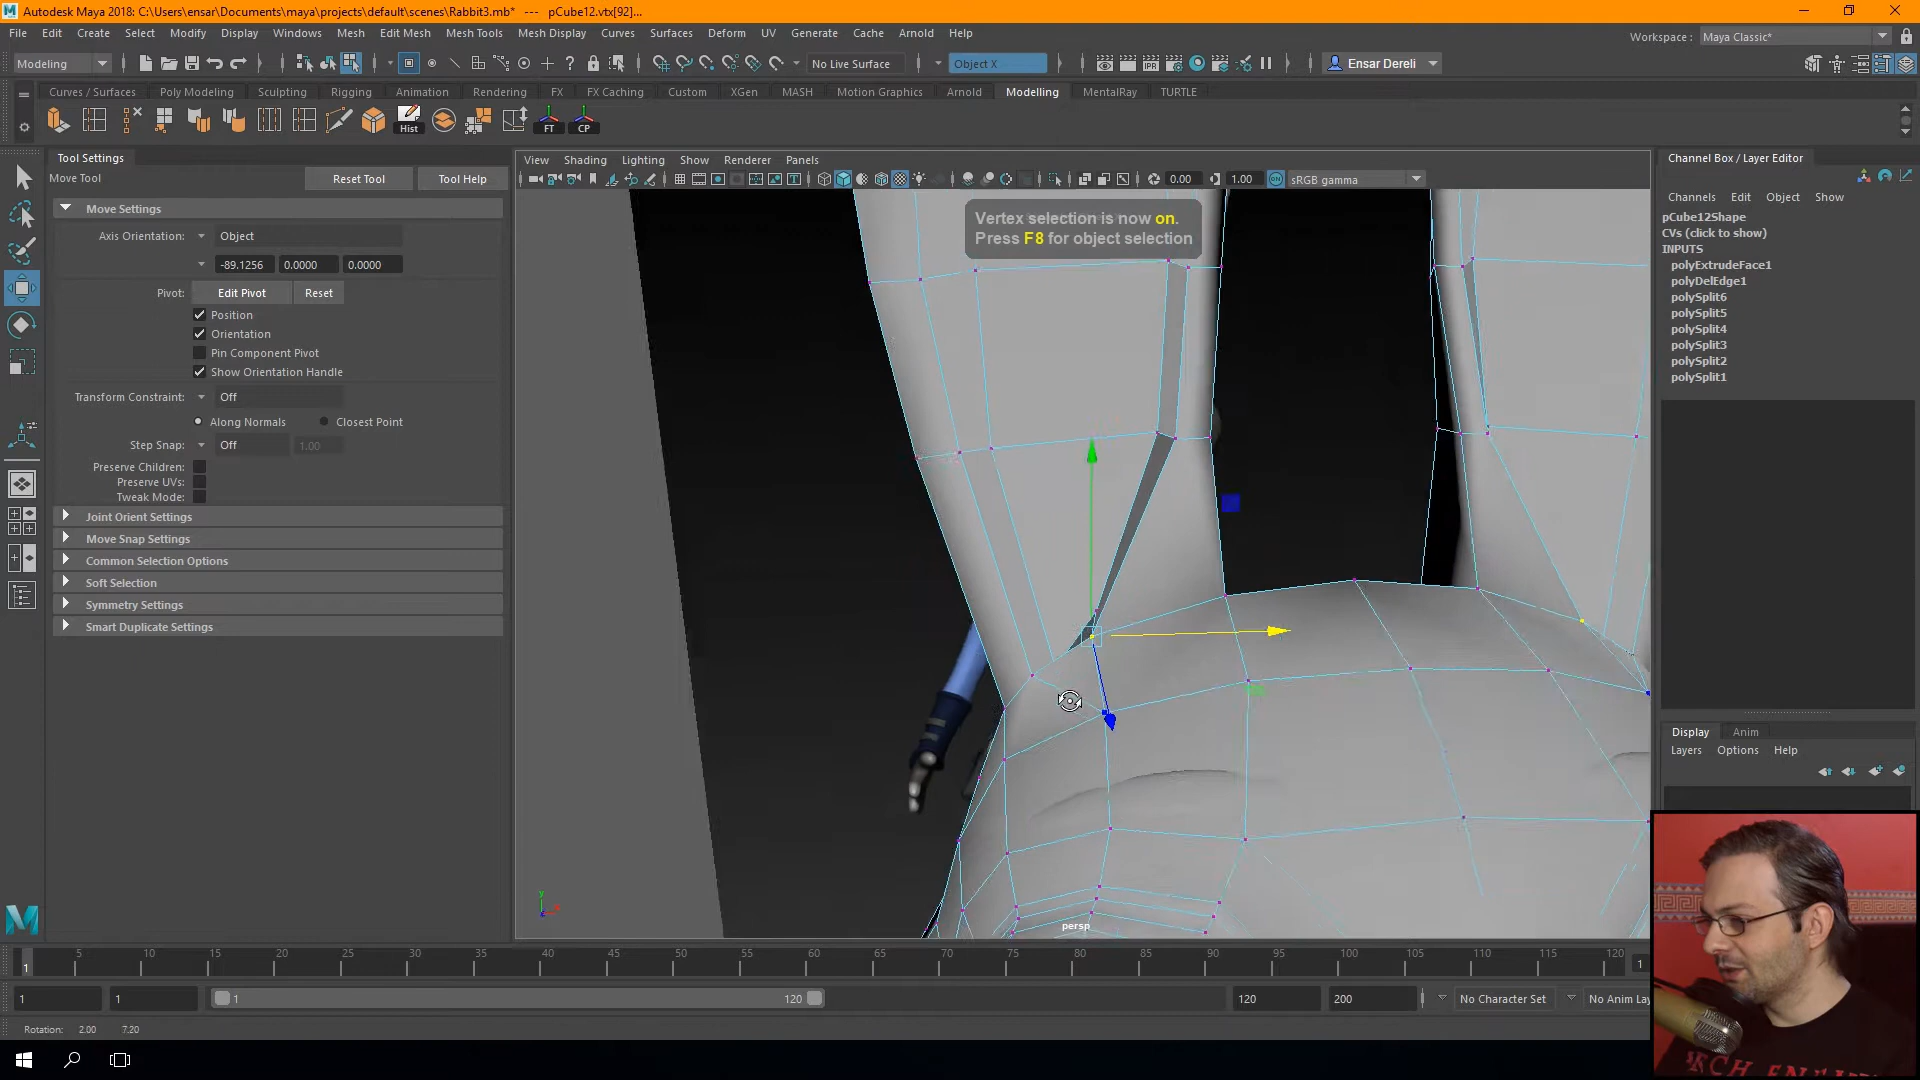 Autodesk Maya 2018: C:\Users\ensar\Documents\maya\projects\default\scenes\Rabbit3.mb* --- pCube12.vtx[92]...
File Edit Create Select Modify Display Windows Mesh Edit Mesh Mesh Tools Mesh Display Curves Surfaces Deform UV Generate Cache Arnold Help
Workspace : Maya Classic*
Modeling No Live Surface Object X Ensar Dereli
Curves / Surfaces Poly Modeling Sculpting Rigging Animation Rendering FX FX Caching Custom XGen MASH Motion Graphics Arnold Modelling MentalRay TURTLE
Hist FT CP
Tool Settings
Move Tool Reset Tool Tool Help
Move Settings
Axis Orientation: Object
-89.1256 0.0000 0.0000
Pivot: Edit Pivot Reset
Position
Orientation
Pin Component Pivot
Show Orientation Handle
Transform Constraint: Off
Along Normals Closest Point
Step Snap: Off 1.00
Preserve Children:
Preserve UVs:
Tweak Mode:
Joint Orient Settings
Move Snap Settings
Common Selection Options
Soft Selection
Symmetry Settings
Smart Duplicate Settings
View Shading Lighting Show Renderer Panels
0.00 1.00 ON sRGB gamma
Vertex selection is now on.
Press F8 for object selection
persp
Channel Box / Layer Editor
Channels Edit Object Show
pCube12Shape
CVs (click to show)
INPUTS
polyExtrudeFace1
polyDelEdge1
polySplit6
polySplit5
polySplit4
polySplit3
polySplit2
polySplit1
Display Anim
Layers Options Help
1 5 10 15 20 25 30 35 40 45 50 55 60 65 70 75 80 85 90 95 100 105 110 115 120 1
1 1 1 120 120 200 No Character Set No Anim Lay
Rotation: 2.00 7.20